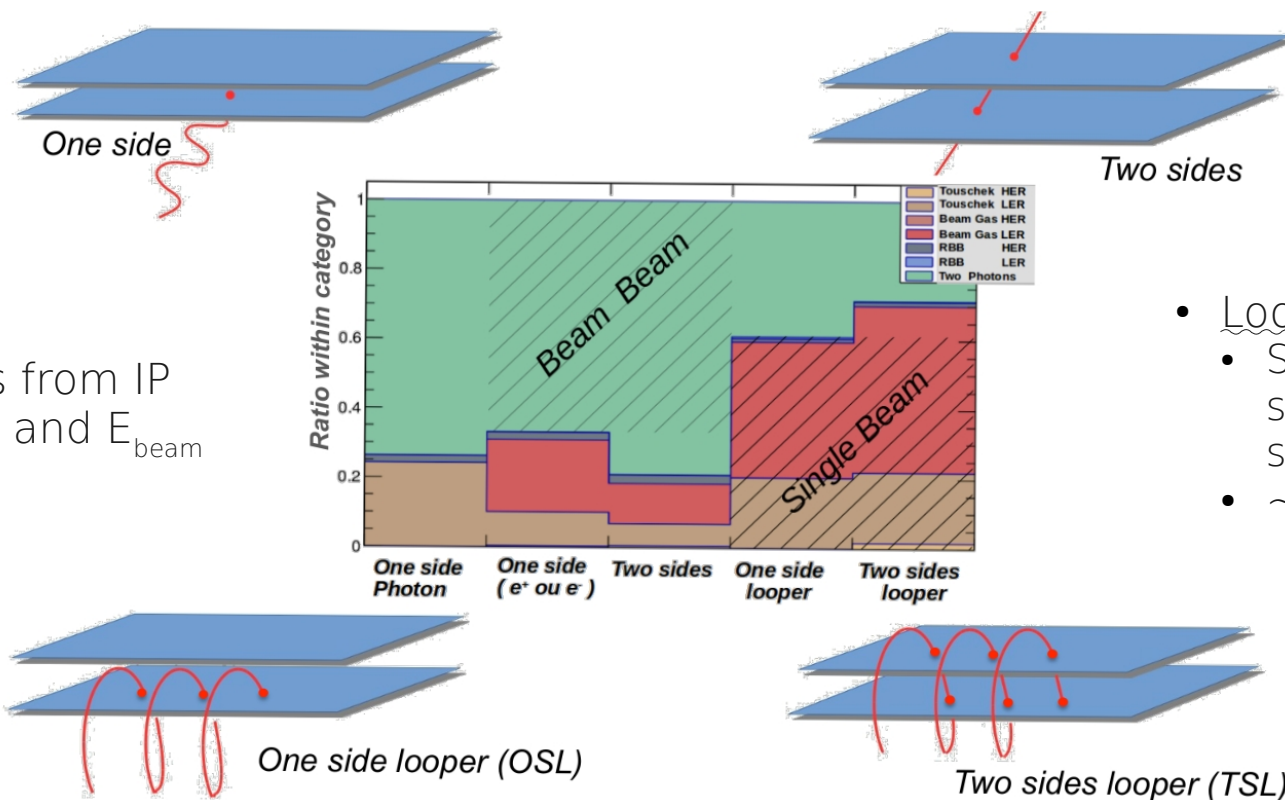 One side
Two sides
Ratio within category
1
0.8
0.6
0.4
0.2
0
Beam Beam
Single Beam
Touschek HER
Touschek LER
Beam Gas HER
Beam Gas LER
RBB HER
RBB LER
Two Photons
One side
Photon
One side
( e⁺ ou e⁻ )
Two sides
One side
looper
Two sides
looper
s from IP
and E_beam
• Loo
• S
s
s
• ~
One side looper (OSL)
Two sides looper (TSL)